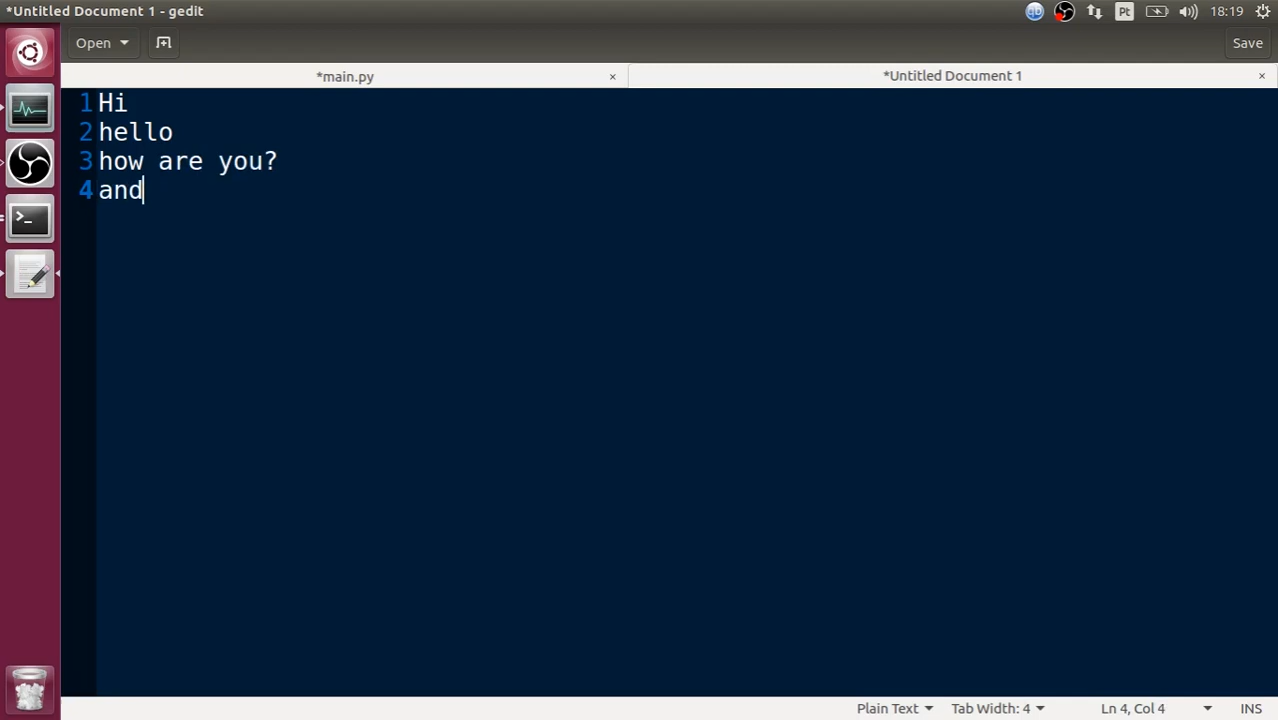 *Untitled Document 1 - gedit
Pt
18:19
Open
Save
*main.py
*Untitled Document 1
1 Hi
2 hello
3 how are you?
4 and
Plain Text
Tab Width: 4
Ln 4, Col 4
INS